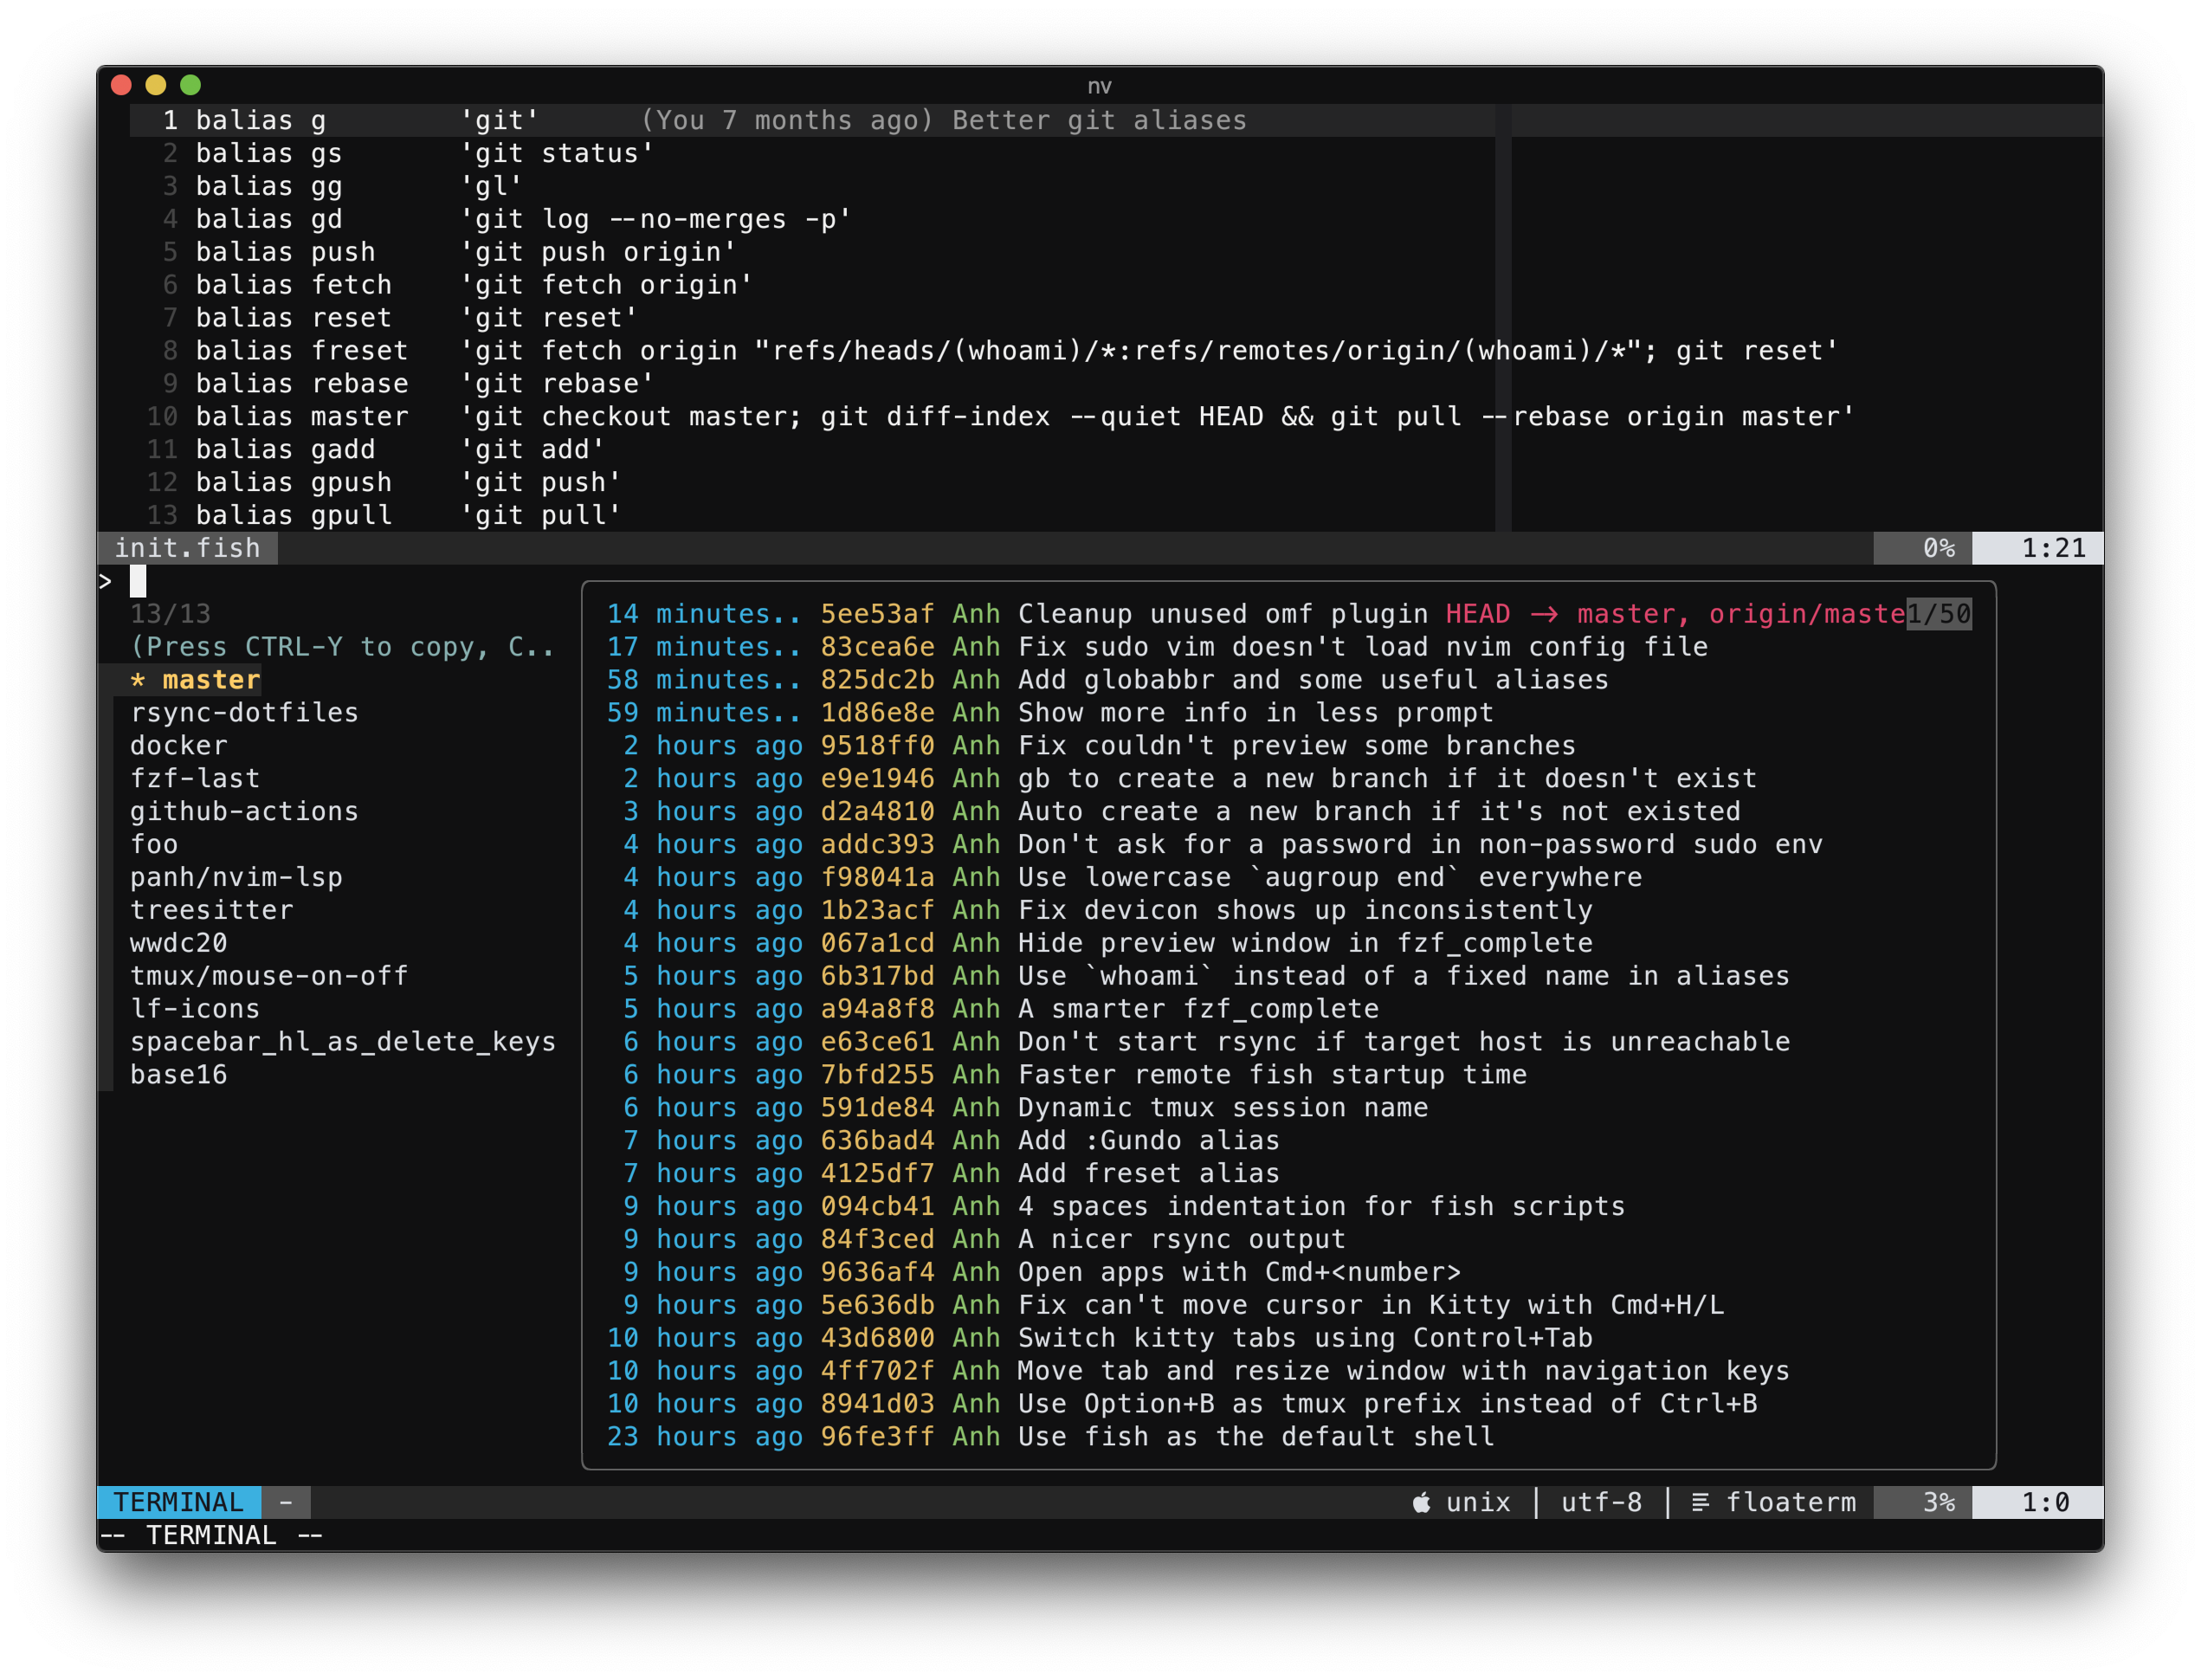 nv
1 balias g 'git' (You 7 months ago) Better git aliases
2 balias gs 'git status'
3 balias gg 'gl'
4 balias gd 'git log --no-merges -p'
5 balias push 'git push origin'
6 balias fetch 'git fetch origin'
7 balias reset 'git reset'
8 balias freset 'git fetch origin "refs/heads/(whoami)/*:refs/remotes/origin/(whoami)/*"; git reset'
9 balias rebase 'git rebase'
10 balias master 'git checkout master; git diff-index --quiet HEAD && git pull --rebase origin master'
11 balias gadd 'git add'
12 balias gpush 'git push'
13 balias gpull 'git pull'
init.fish 0% 1:21
>
13/13
(Press CTRL-Y to copy, C..
* master
rsync-dotfiles
docker
fzf-last
github-actions
foo
panh/nvim-lsp
treesitter
wwdc20
tmux/mouse-on-off
lf-icons
spacebar_hl_as_delete_keys
base16
14 minutes.. 5ee53af Anh Cleanup unused omf plugin HEAD -> master, origin/maste1/50
17 minutes.. 83cea6e Anh Fix sudo vim doesn't load nvim config file
58 minutes.. 825dc2b Anh Add globabbr and some useful aliases
59 minutes.. 1d86e8e Anh Show more info in less prompt
2 hours ago 9518ff0 Anh Fix couldn't preview some branches
2 hours ago e9e1946 Anh gb to create a new branch if it doesn't exist
3 hours ago d2a4810 Anh Auto create a new branch if it's not existed
4 hours ago addc393 Anh Don't ask for a password in non-password sudo env
4 hours ago f98041a Anh Use lowercase `augroup end` everywhere
4 hours ago 1b23acf Anh Fix devicon shows up inconsistently
4 hours ago 067a1cd Anh Hide preview window in fzf_complete
5 hours ago 6b317bd Anh Use `whoami` instead of a fixed name in aliases
5 hours ago a94a8f8 Anh A smarter fzf_complete
6 hours ago e63ce61 Anh Don't start rsync if target host is unreachable
6 hours ago 7bfd255 Anh Faster remote fish startup time
6 hours ago 591de84 Anh Dynamic tmux session name
7 hours ago 636bad4 Anh Add :Gundo alias
7 hours ago 4125df7 Anh Add freset alias
9 hours ago 094cb41 Anh 4 spaces indentation for fish scripts
9 hours ago 84f3ced Anh A nicer rsync output
9 hours ago 9636af4 Anh Open apps with Cmd+<number>
9 hours ago 5e636db Anh Fix can't move cursor in Kitty with Cmd+H/L
10 hours ago 43d6800 Anh Switch kitty tabs using Control+Tab
10 hours ago 4ff702f Anh Move tab and resize window with navigation keys
10 hours ago 8941d03 Anh Use Option+B as tmux prefix instead of Ctrl+B
23 hours ago 96fe3ff Anh Use fish as the default shell
TERMINAL - unix | utf-8 | floaterm 3% 1:0
-- TERMINAL --